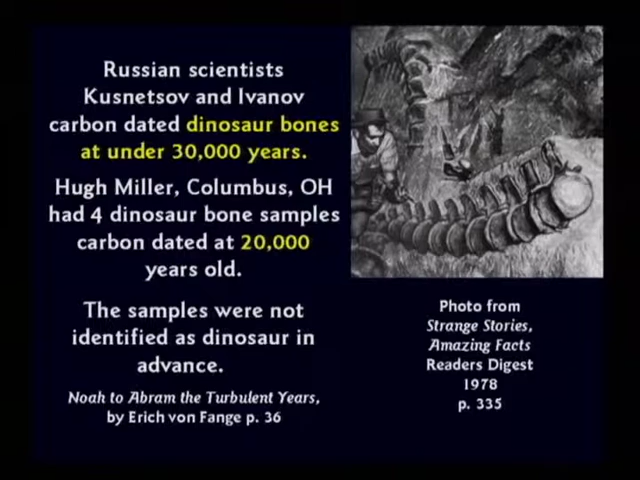 Russian scientists
Kusnetsov and Ivanov
carbon dated dinosaur bones
at under 30,000 years.
Hugh Miller, Columbus, OH
had 4 dinosaur bone samples
carbon dated at 20,000
years old.
The samples were not
identified as dinosaur in
advance.
Noah to Abram the Turbulent Years,
by Erich von Fange p. 36
Photo from
Strange Stories,
Amazing Facts
Readers Digest
1978
p. 335